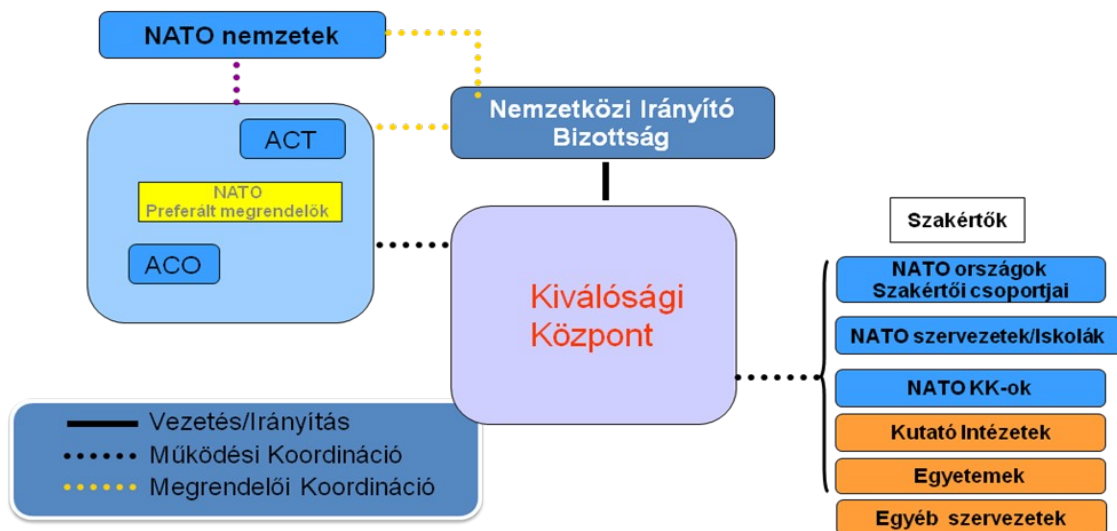 NATO nemzetek
Nemzetközi Irányító
Bizottság
ACT
NATO
Preferált megrendelök
ACO
Kiválósági
Központ
Szakértők
NATO országok
Szakértői csoportjai
NATO szervezetek/Iskolák
NATO KK-ok
Kutató Intézetek
Egyetemek
Egyéb szervezetek
Vezetés/Irányítás
Működési Koordináció
Megrendelői Koordináció